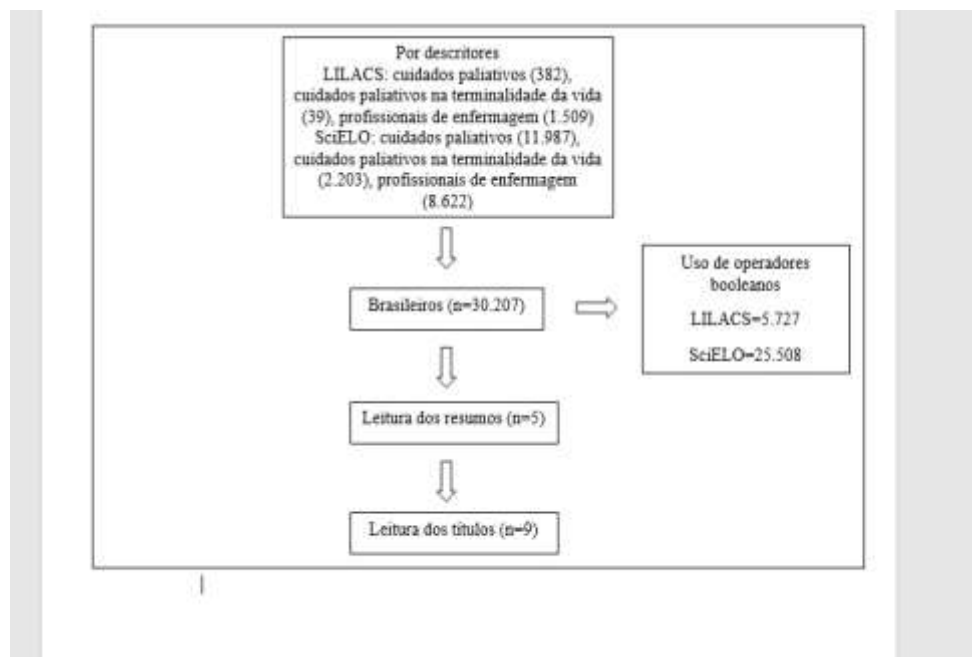 Por descritores
LILACS: cuidados paliativos (382),
cuidados paliativos na terminalidade da vida
(39), profissionais de enfermagem (1.509)
SciELO: cuidados paliativos (11.987),
cuidados paliativos na terminalidade da vida
(2.203), profissionais de enfermagem
(8.622)
Uso de operadores
booleanos
LILACS=5.727
SciELO=25.508
Brasileiros (n=30.207)
Leitura dos resumos (n=5)
Leitura dos títulos (n=9)